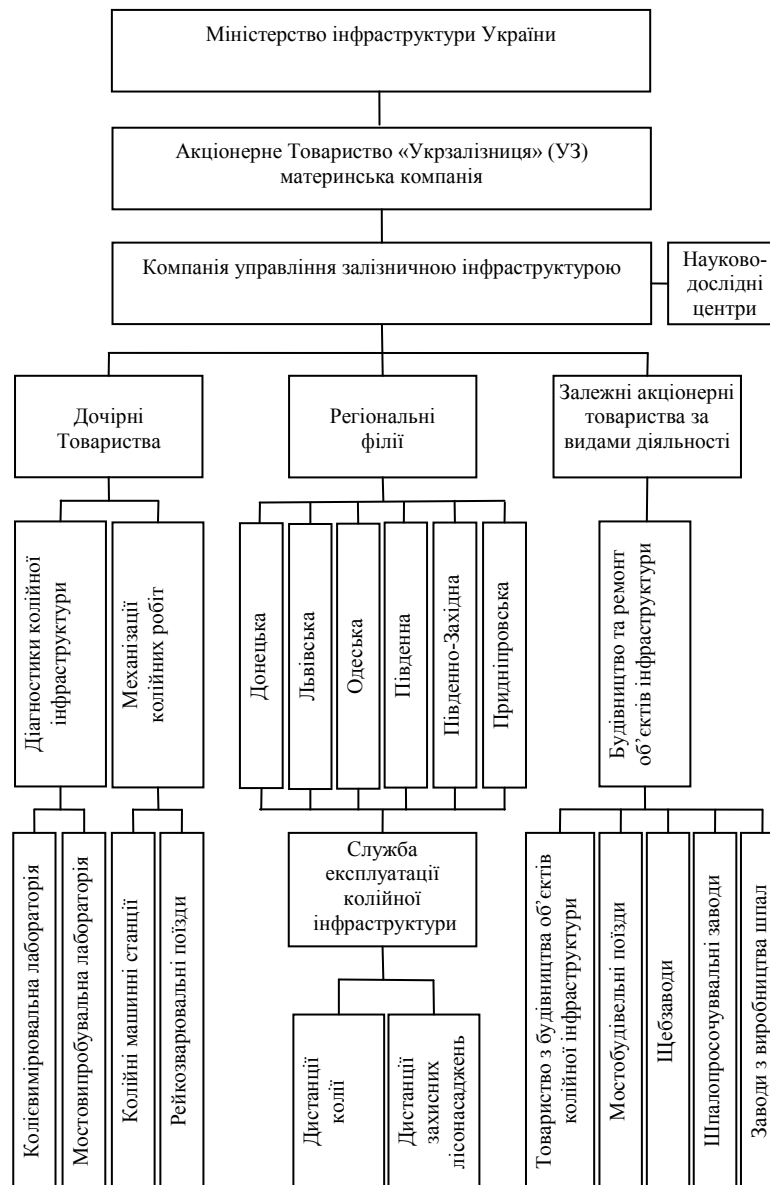 Міністерство інфраструктури України
Акціонерне Товариство «Укрзалізниця» (УЗ)
материнська компанія
Компанія управління залізничною інфраструктурою
Науково-
дослідні
центри
Дочірні
Товариства
Регіональні
філії
Залежні акціонерні
товариства за
видами діяльності
Діагностики колійної
інфраструктури
Механізації
колійних робіт
Донецька
Львівська
Одеська
Південна
Південно-Західна
Придніпровська
Будівництво та ремонт
об’єктів інфраструктури
Служба
експлуатації
колійної
інфраструктури
Колієвимірювальна лабораторія
Мостовипробувальна лабораторія
Колійні машинні станції
Рейкозварювальні поїзди
Дистанції
колії
Дистанції
захисних
лісонасаджень
Товариство з будівництва об’єктів
колійної інфраструктури
Мостобудівельні поїзди
Щебзаводи
Шпалопросочуввальні заводи
Заводи з виробництва шпал